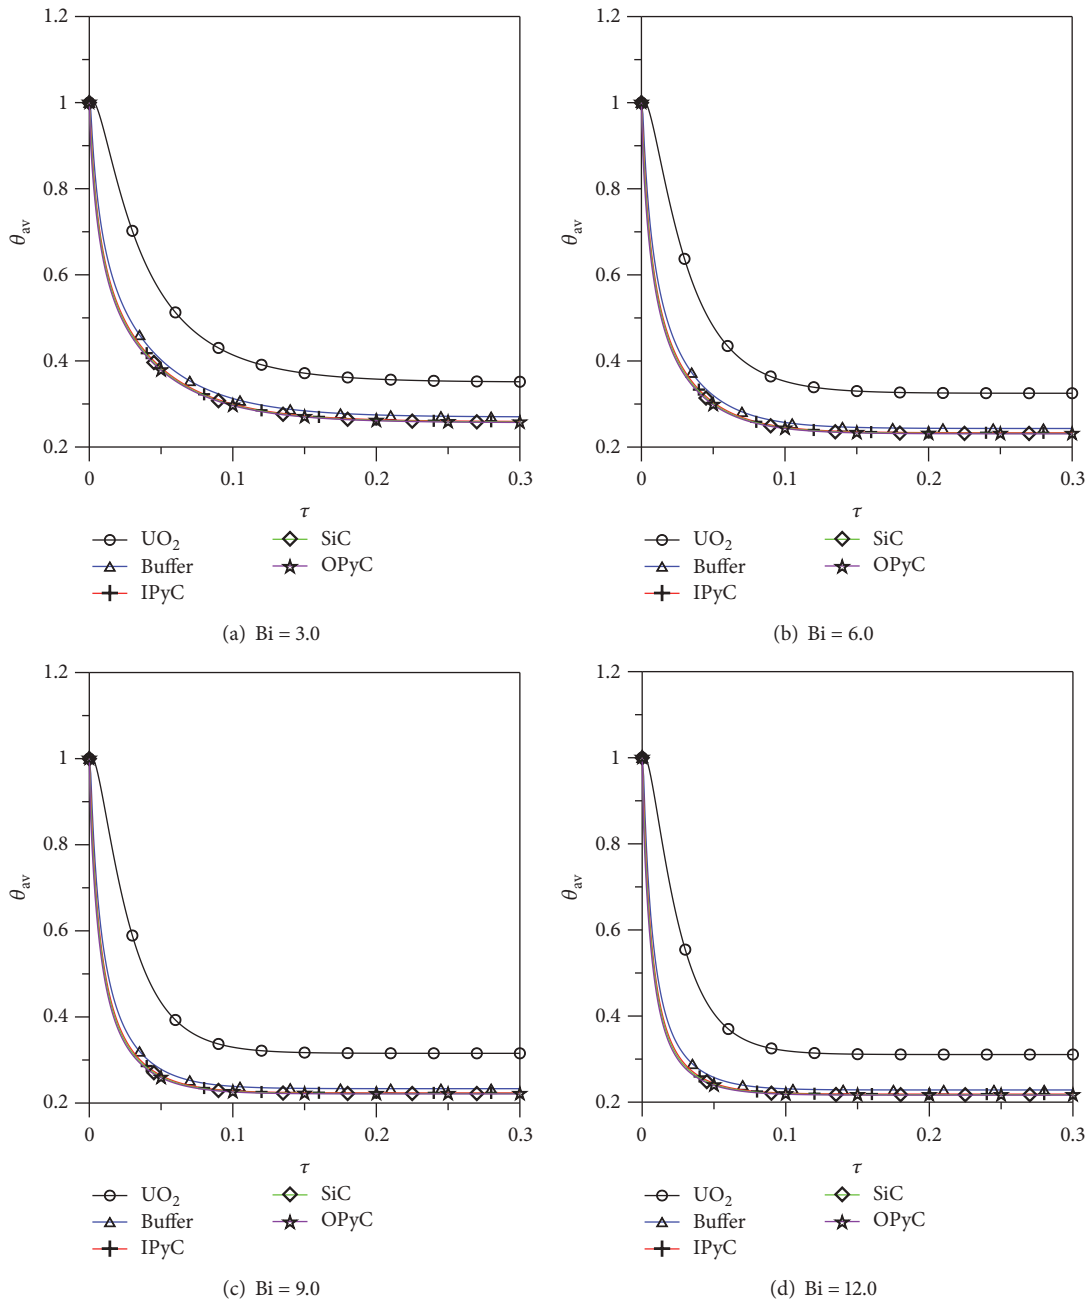 1.2
1
0.8
0.6
0.4
0.2
θav
0 0.1 0.2 0.3
τ
UO2 SiC
Buffer OPyC
IPyC
(a) Bi = 3.0
1.2
1
0.8
0.6
0.4
0.2
θav
0 0.1 0.2 0.3
τ
UO2 SiC
Buffer OPyC
IPyC
(b) Bi = 6.0
1.2
1
0.8
0.6
0.4
0.2
θav
0 0.1 0.2 0.3
τ
UO2 SiC
Buffer OPyC
IPyC
(c) Bi = 9.0
1.2
1
0.8
0.6
0.4
0.2
θav
0 0.1 0.2 0.3
τ
UO2 SiC
Buffer OPyC
IPyC
(d) Bi = 12.0